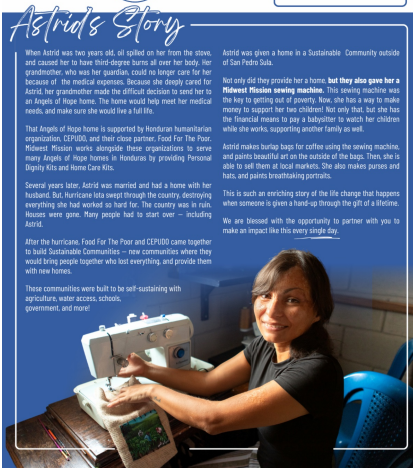 Astrid's Story
When Astrid was two years old, oil spilled on her from the stove,
and caused her to have third-degree burns all over her body. Her
grandmother, who was her guardian, could no longer care for her
because of the medical expenses. Because she deeply cared for
Astrid, her grandmother made the difficult decision to send her to
an Angels of Hope home. The home would help meet her medical
needs, and make sure she would live a full life.
That Angels of Hope home is supported by Honduran humanitarian
organization, CEPUDO, and their close partner, Food For The Poor.
Midwest Mission works alongside these organizations to serve
many Angels of Hope homes in Honduras by providing Personal
Dignity Kits and Home Care Kits.
Several years later, Astrid was married and had a home with her
husband. But, Hurricane Iota swept through the country, destroying
everything she had worked so hard for. The country was in ruin.
Houses were gone. Many people had to start over – including
Astrid.
After the hurricane, Food For The Poor and CEPUDO came together
to build Sustainable Communities – new communities where they
would bring people together who lost everything, and provide them
with new homes.
These communities were built to be self-sustaining with
agriculture, water access, schools,
government, and more!
Astrid was given a home in a Sustainable Community outside
of San Pedro Sula.
Not only did they provide her a home, but they also gave her a
Midwest Mission sewing machine. This sewing machine was
the key to getting out of poverty. Now, she has a way to make
money to support her two children! Not only that, but she has
the financial means to pay a babysitter to watch her children
while she works, supporting another family as well.
Astrid makes burlap bags for coffee using the sewing machine,
and paints beautiful art on the outside of the bags. Then, she is
able to sell them at local markets. She also makes purses and
hats, and paints breathtaking portraits.
This is such an enriching story of the life change that happens
when someone is given a hand-up through the gift of a lifetime.
We are blessed with the opportunity to partner with you to
make an impact like this every single day.